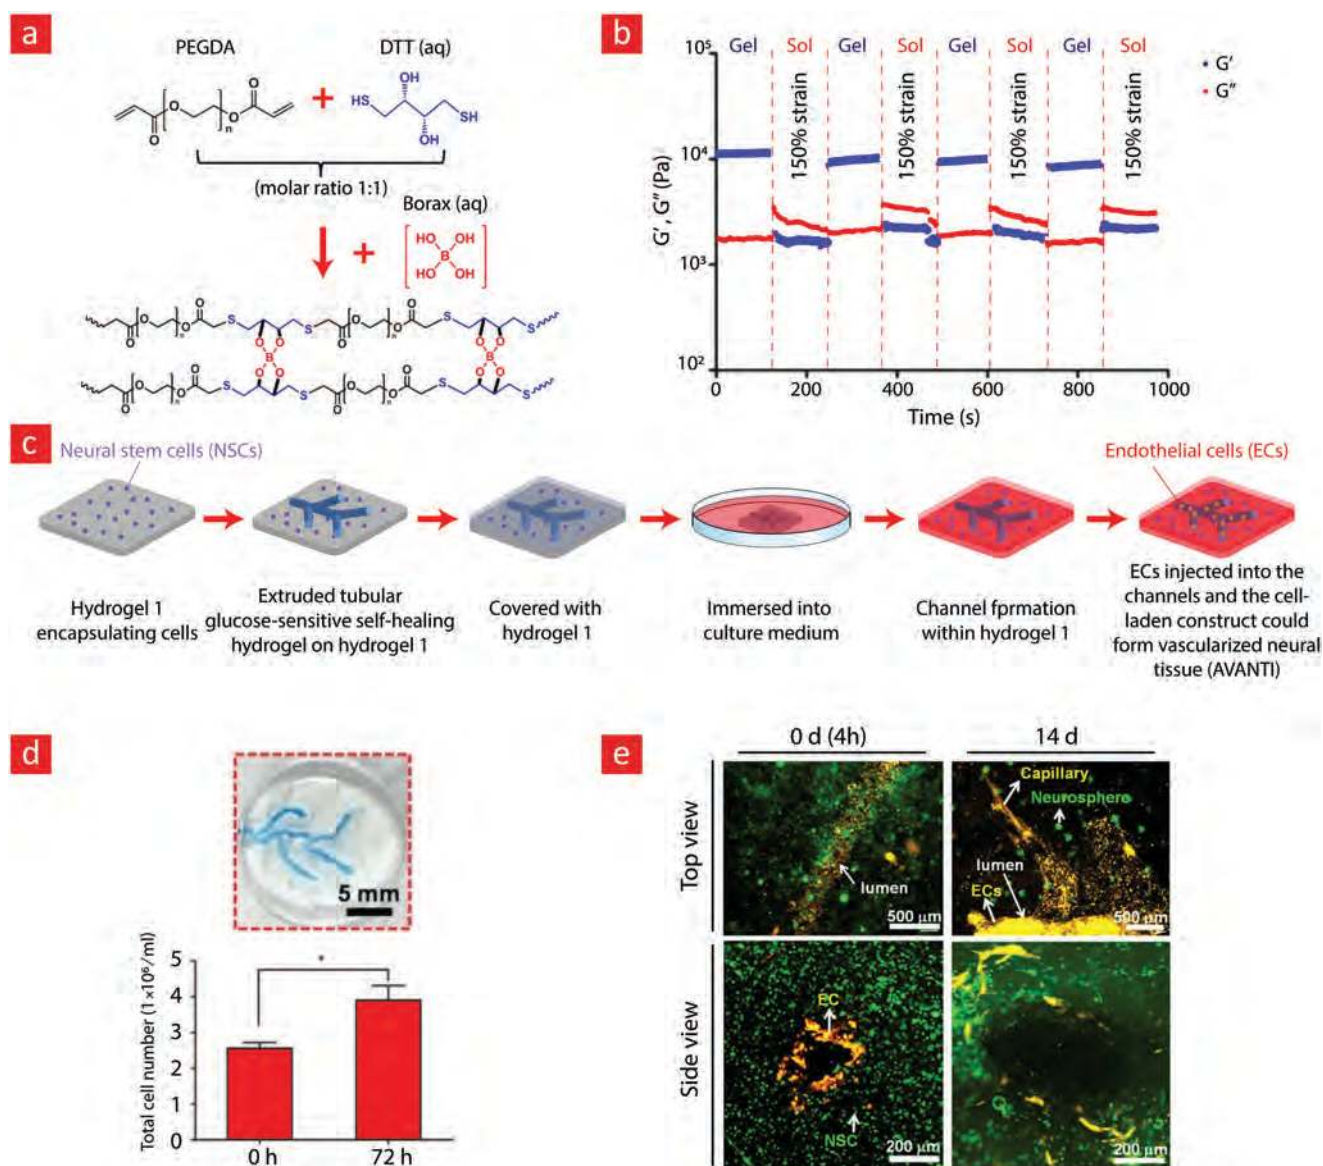 a
PEGDA
DTT (aq)
O
O
O
n
O
HS
OH
OH
SH
(molar ratio 1:1)
Borax (aq)
HO
OH
B
HO
OH
O
O
n
O
O
S
S
O
O
n
O
O
S
S
O
O
B
O
O
O
O
B
O
O
O
O
n
O
O
S
S
O
O
n
O
O
S
S
b
Gel
Sol
Gel
Sol
Gel
Sol
Gel
Sol
150% strain
150% strain
150% strain
150% strain
G'
G''
G', G'' (Pa)
10⁵
10⁴
10³
10²
0
200
400
600
800
1000
Time (s)
c
Neural stem cells (NSCs)
Endothelial cells (ECs)
Hydrogel 1
encapsulating cells
Extruded tubular
glucose-sensitive self-healing
hydrogel on hydrogel 1
Covered with
hydrogel 1
Immersed into
culture medium
Channel fprmation
within hydrogel 1
ECs injected into the
channels and the cell-
laden construct could
form vascularized neural
tissue (AVANTI)
d
5 mm
Total cell number (1×10⁶/ml)
5
4
3
2
1
0
*
0 h
72 h
e
0 d (4h)
14 d
Top view
lumen
500 µm
Capillary
Neurosphere
lumen
ECs
500 µm
Side view
EC
NSC
200 µm
200 µm